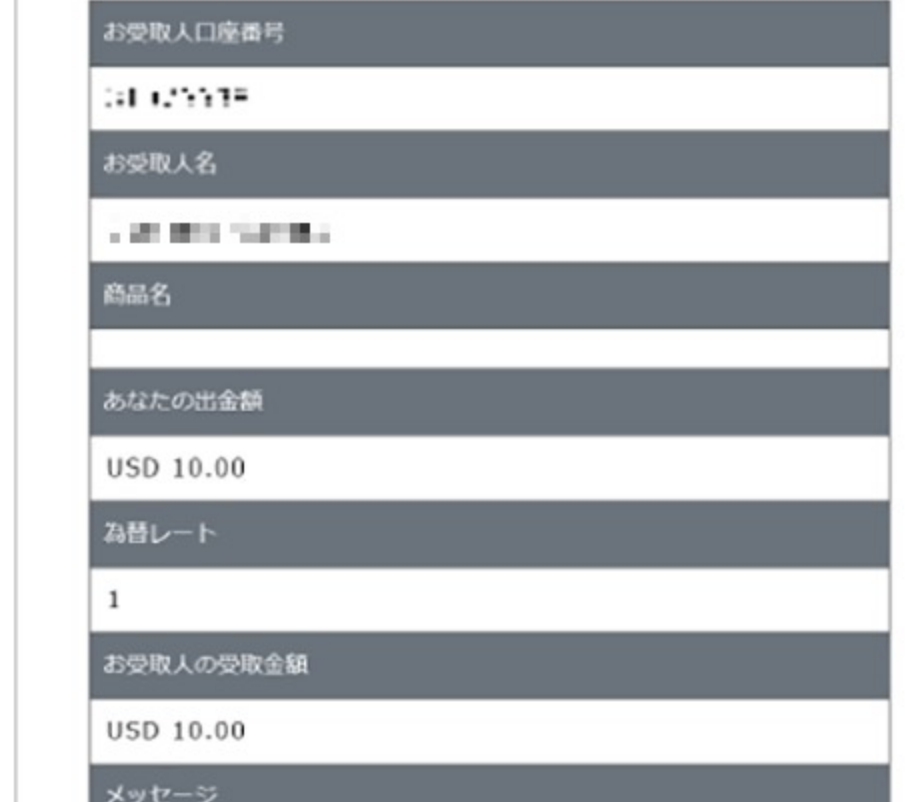 お受取人口座番号
お受取人名
商品名
あなたの出金額
USD 10.00
為替レート
1
お受取人の受取金額
USD 10.00
メッセージ